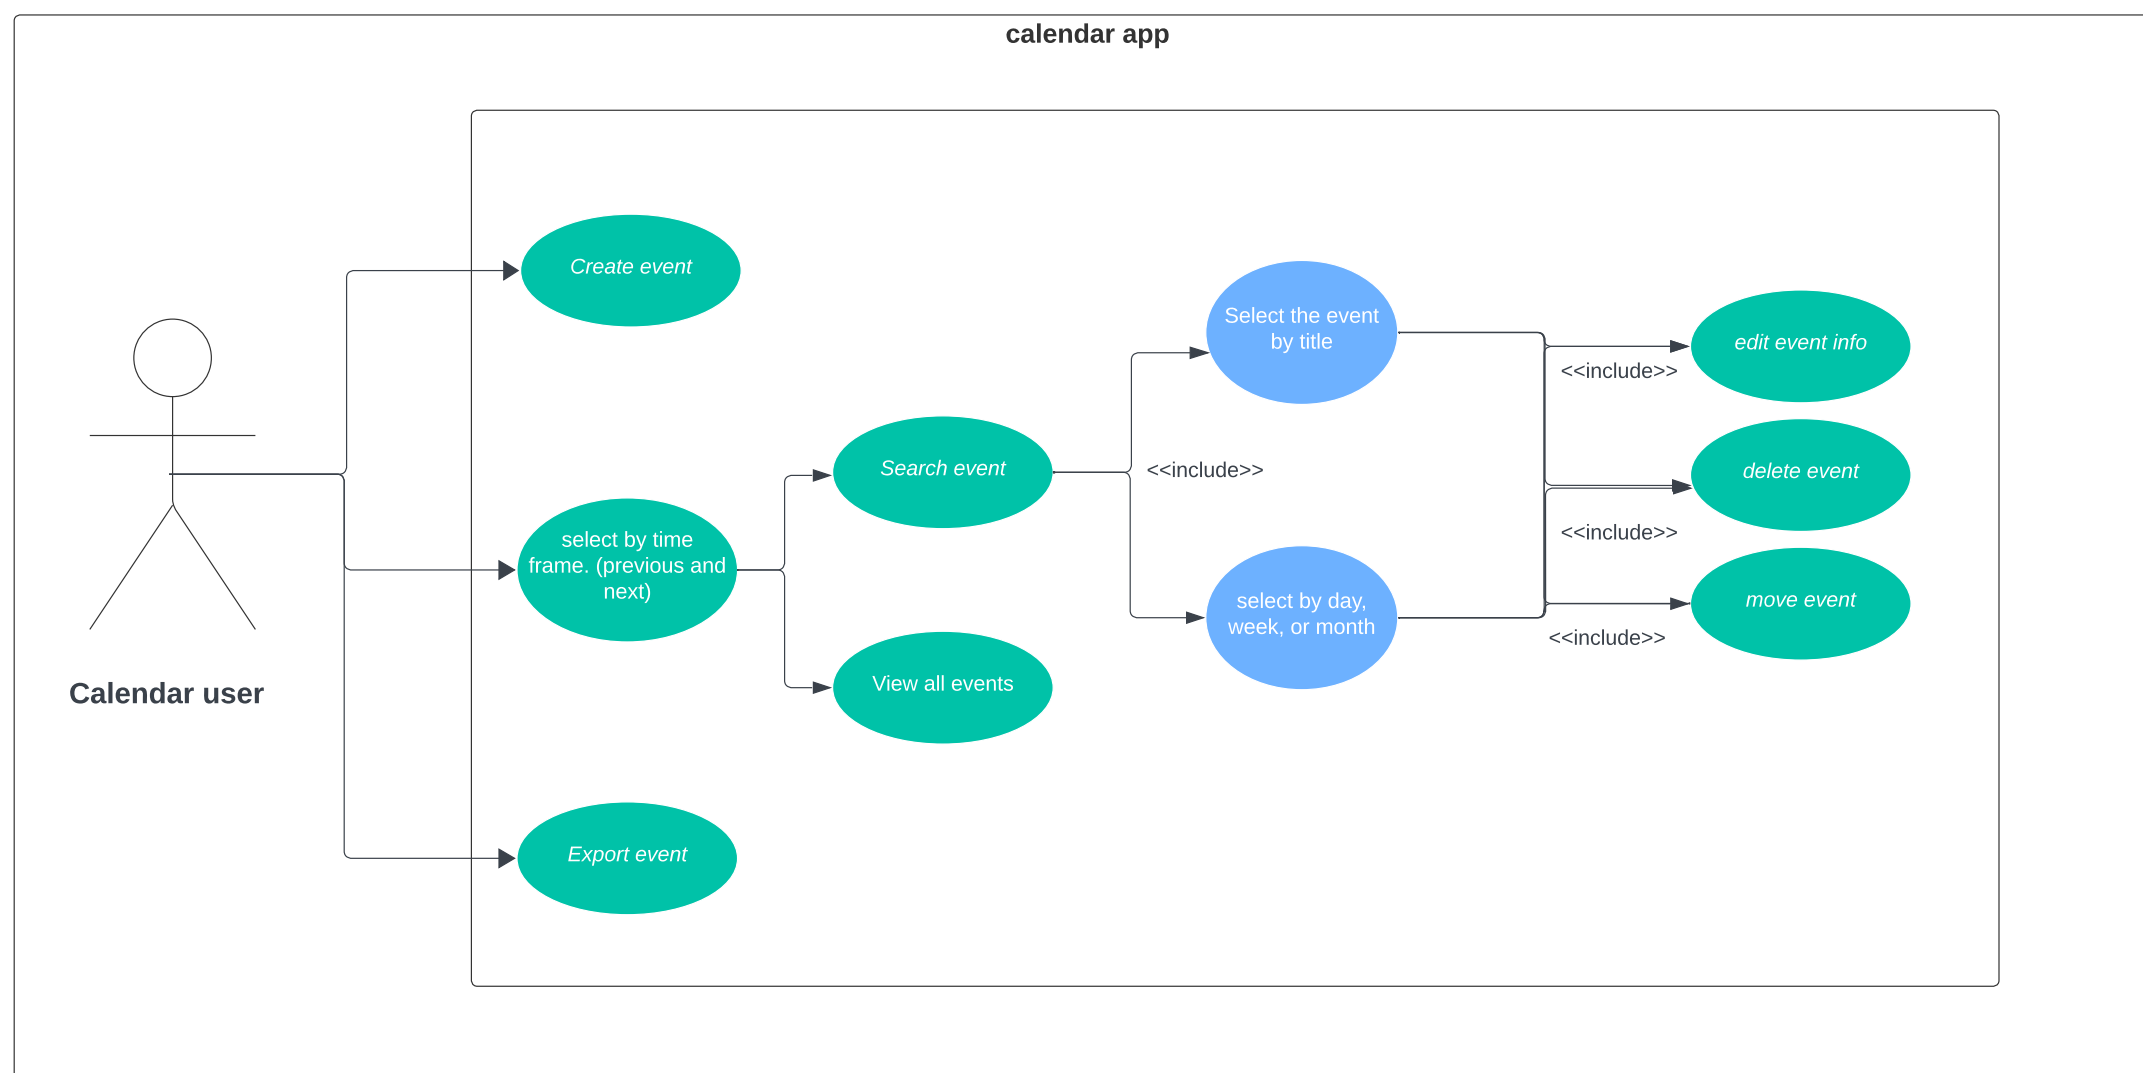 calendar app
Create event
Select the event
by title
edit event info
<<include>>
Search event
<<include>>
delete event
select by time
frame. (previous and
next)
<<include>>
select by day,
week, or month
move event
<<include>>
View all events
Calendar user
Export event